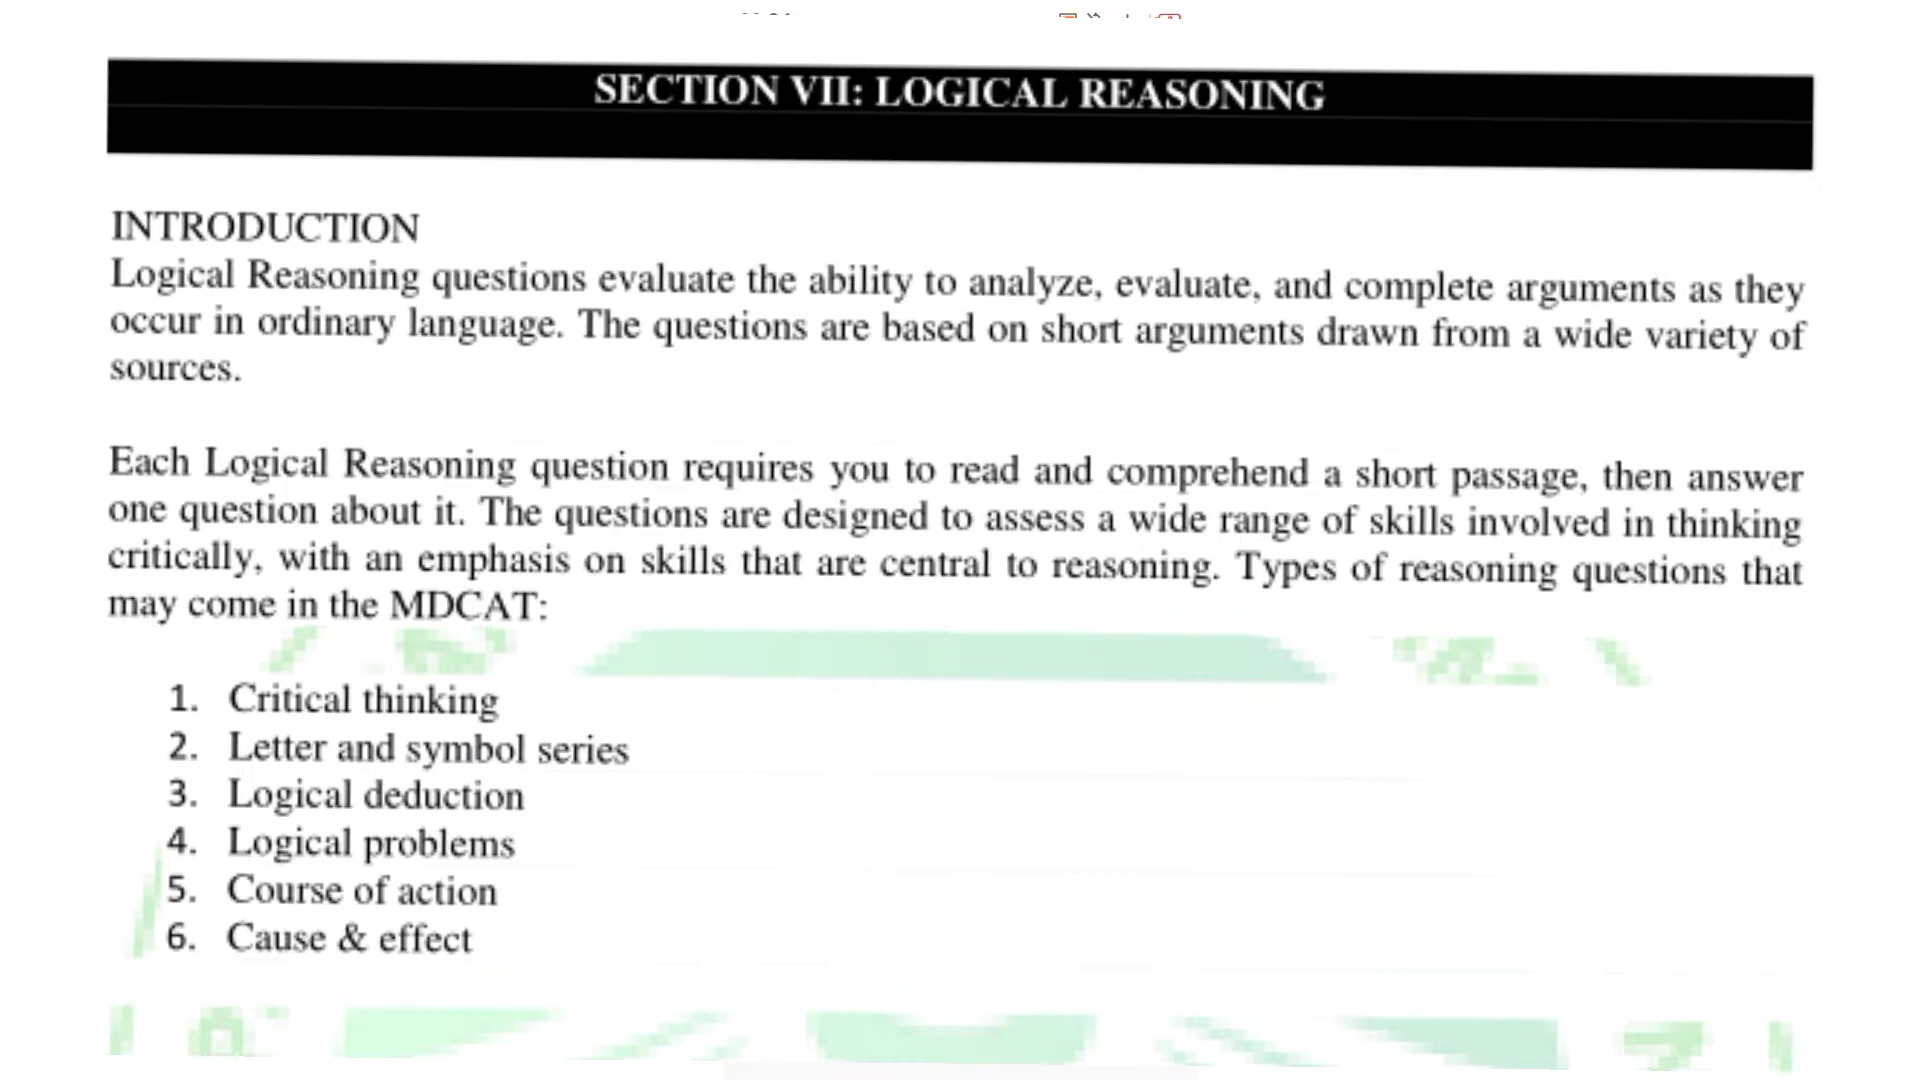 SECTION VII: LOGICAL REASONING
INTRODUCTION
Logical Reasoning questions evaluate the ability to analyze, evaluate, and complete arguments as they
occur in ordinary language. The questions are based on short arguments drawn from a wide variety of
sources.
Each Logical Reasoning question requires you to read and comprehend a short passage, then answer
one question about it. The questions are designed to assess a wide range of skills involved in thinking
critically, with an emphasis on skills that are central to reasoning. Types of reasoning questions that
may come in the MDCAT:
1. Critical thinking
2. Letter and symbol series
3. Logical deduction
4. Logical problems
5. Course of action
6. Cause & effect